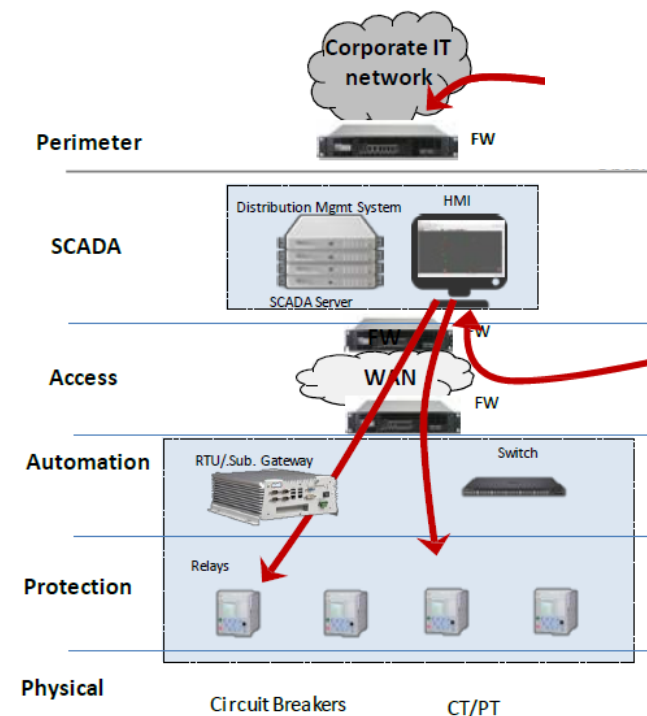 Corporate IT
network
Perimeter
FW
Distribution Mgmt System
HMI
SCADA
SCADA Server
FW
FW
Access
WAN
FW
Automation
RTU/.Sub. Gateway
Switch
Protection
Relays
Physical
Circuit Breakers
CT/PT